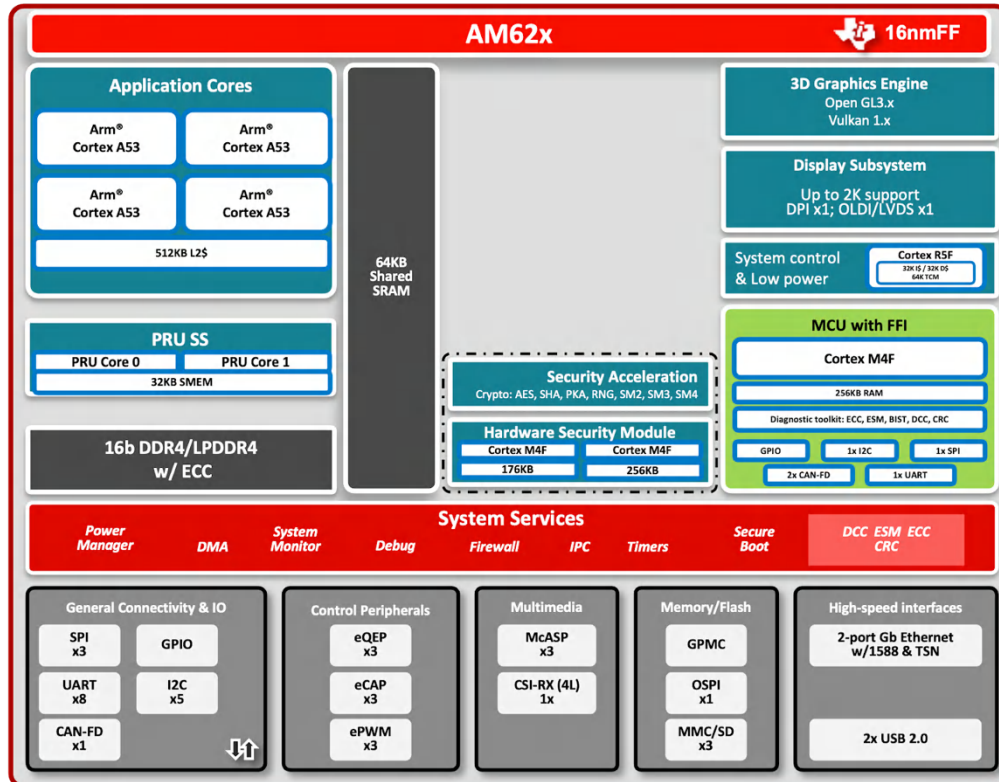 AM62x
16nmFF
Application Cores
Arm®
Cortex A53
Arm®
Cortex A53
Arm®
Cortex A53
Arm®
Cortex A53
512KB L2$
PRU SS
PRU Core 0
PRU Core 1
32KB SMEM
16b DDR4/LPDDR4
w/ ECC
64KB
Shared
SRAM
Security Acceleration
Crypto: AES, SHA, PKA, RNG, SM2, SM3, SM4
Hardware Security Module
Cortex M4F
Cortex M4F
176KB
256KB
3D Graphics Engine
Open GL3.x
Vulkan 1.x
Display Subsystem
Up to 2K support
DPI x1; OLDI/LVDS x1
System control
& Low power
Cortex R5F
32K I$ / 32K D$
64K TCM
MCU with FFI
Cortex M4F
256KB RAM
Diagnostic toolkit: ECC, ESM, BIST, DCC, CRC
GPIO
1x I2C
1x SPI
2x CAN-FD
1x UART
System Services
Power
Manager
DMA
System
Monitor
Debug
Firewall
IPC
Timers
Secure
Boot
DCC ESM ECC
CRC
General Connectivity & IO
SPI
x3
GPIO
UART
x8
I2C
x5
CAN-FD
x1
Control Peripherals
eQEP
x3
eCAP
x3
ePWM
x3
Multimedia
McASP
x3
CSI-RX (4L)
1x
Memory/Flash
GPMC
OSPI
x1
MMC/SD
x3
High-speed interfaces
2-port Gb Ethernet
w/1588 & TSN
2x USB 2.0